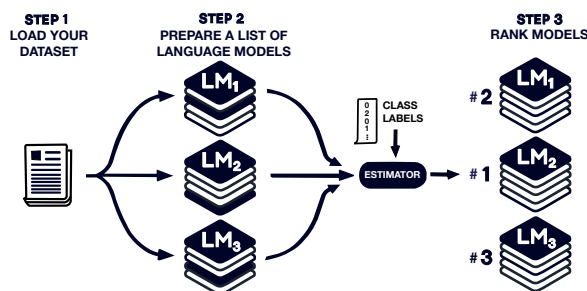 STEP 1
LOAD YOUR
DATASET
STEP 2
PREPARE A LIST OF
LANGUAGE MODELS
STEP 3
RANK MODELS
LM1
LM2
LM3
0
2
0
1
⋮
CLASS
LABELS
ESTIMATOR
#2
LM1
#1
LM2
#3
LM3